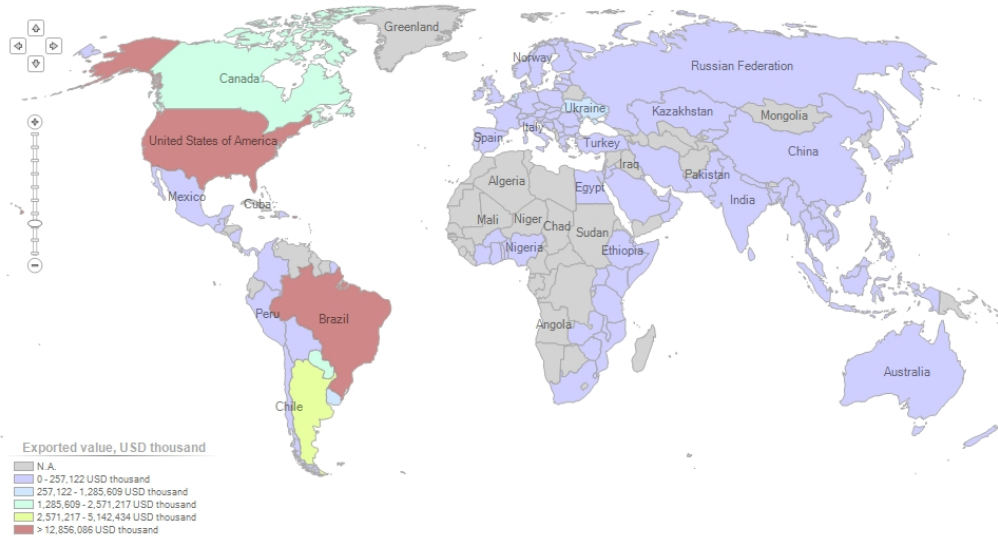 Greenland
Norway
Russian Federation
Canada
Ukraine
Kazakhstan
Mongolia
United States of America
Spain
Italy
Turkey
China
Iraq
Pakistan
Mexico
Cuba
Algeria
Egypt
India
Mali
Niger
Chad
Sudan
Nigeria
Ethiopia
Peru
Brazil
Angola
Chile
Australia
Exported value, USD thousand
N.A.
0 - 257,122 USD thousand
257,122 - 1,285,609 USD thousand
1,285,609 - 2,571,217 USD thousand
2,571,217 - 5,142,434 USD thousand
> 12,856,086 USD thousand